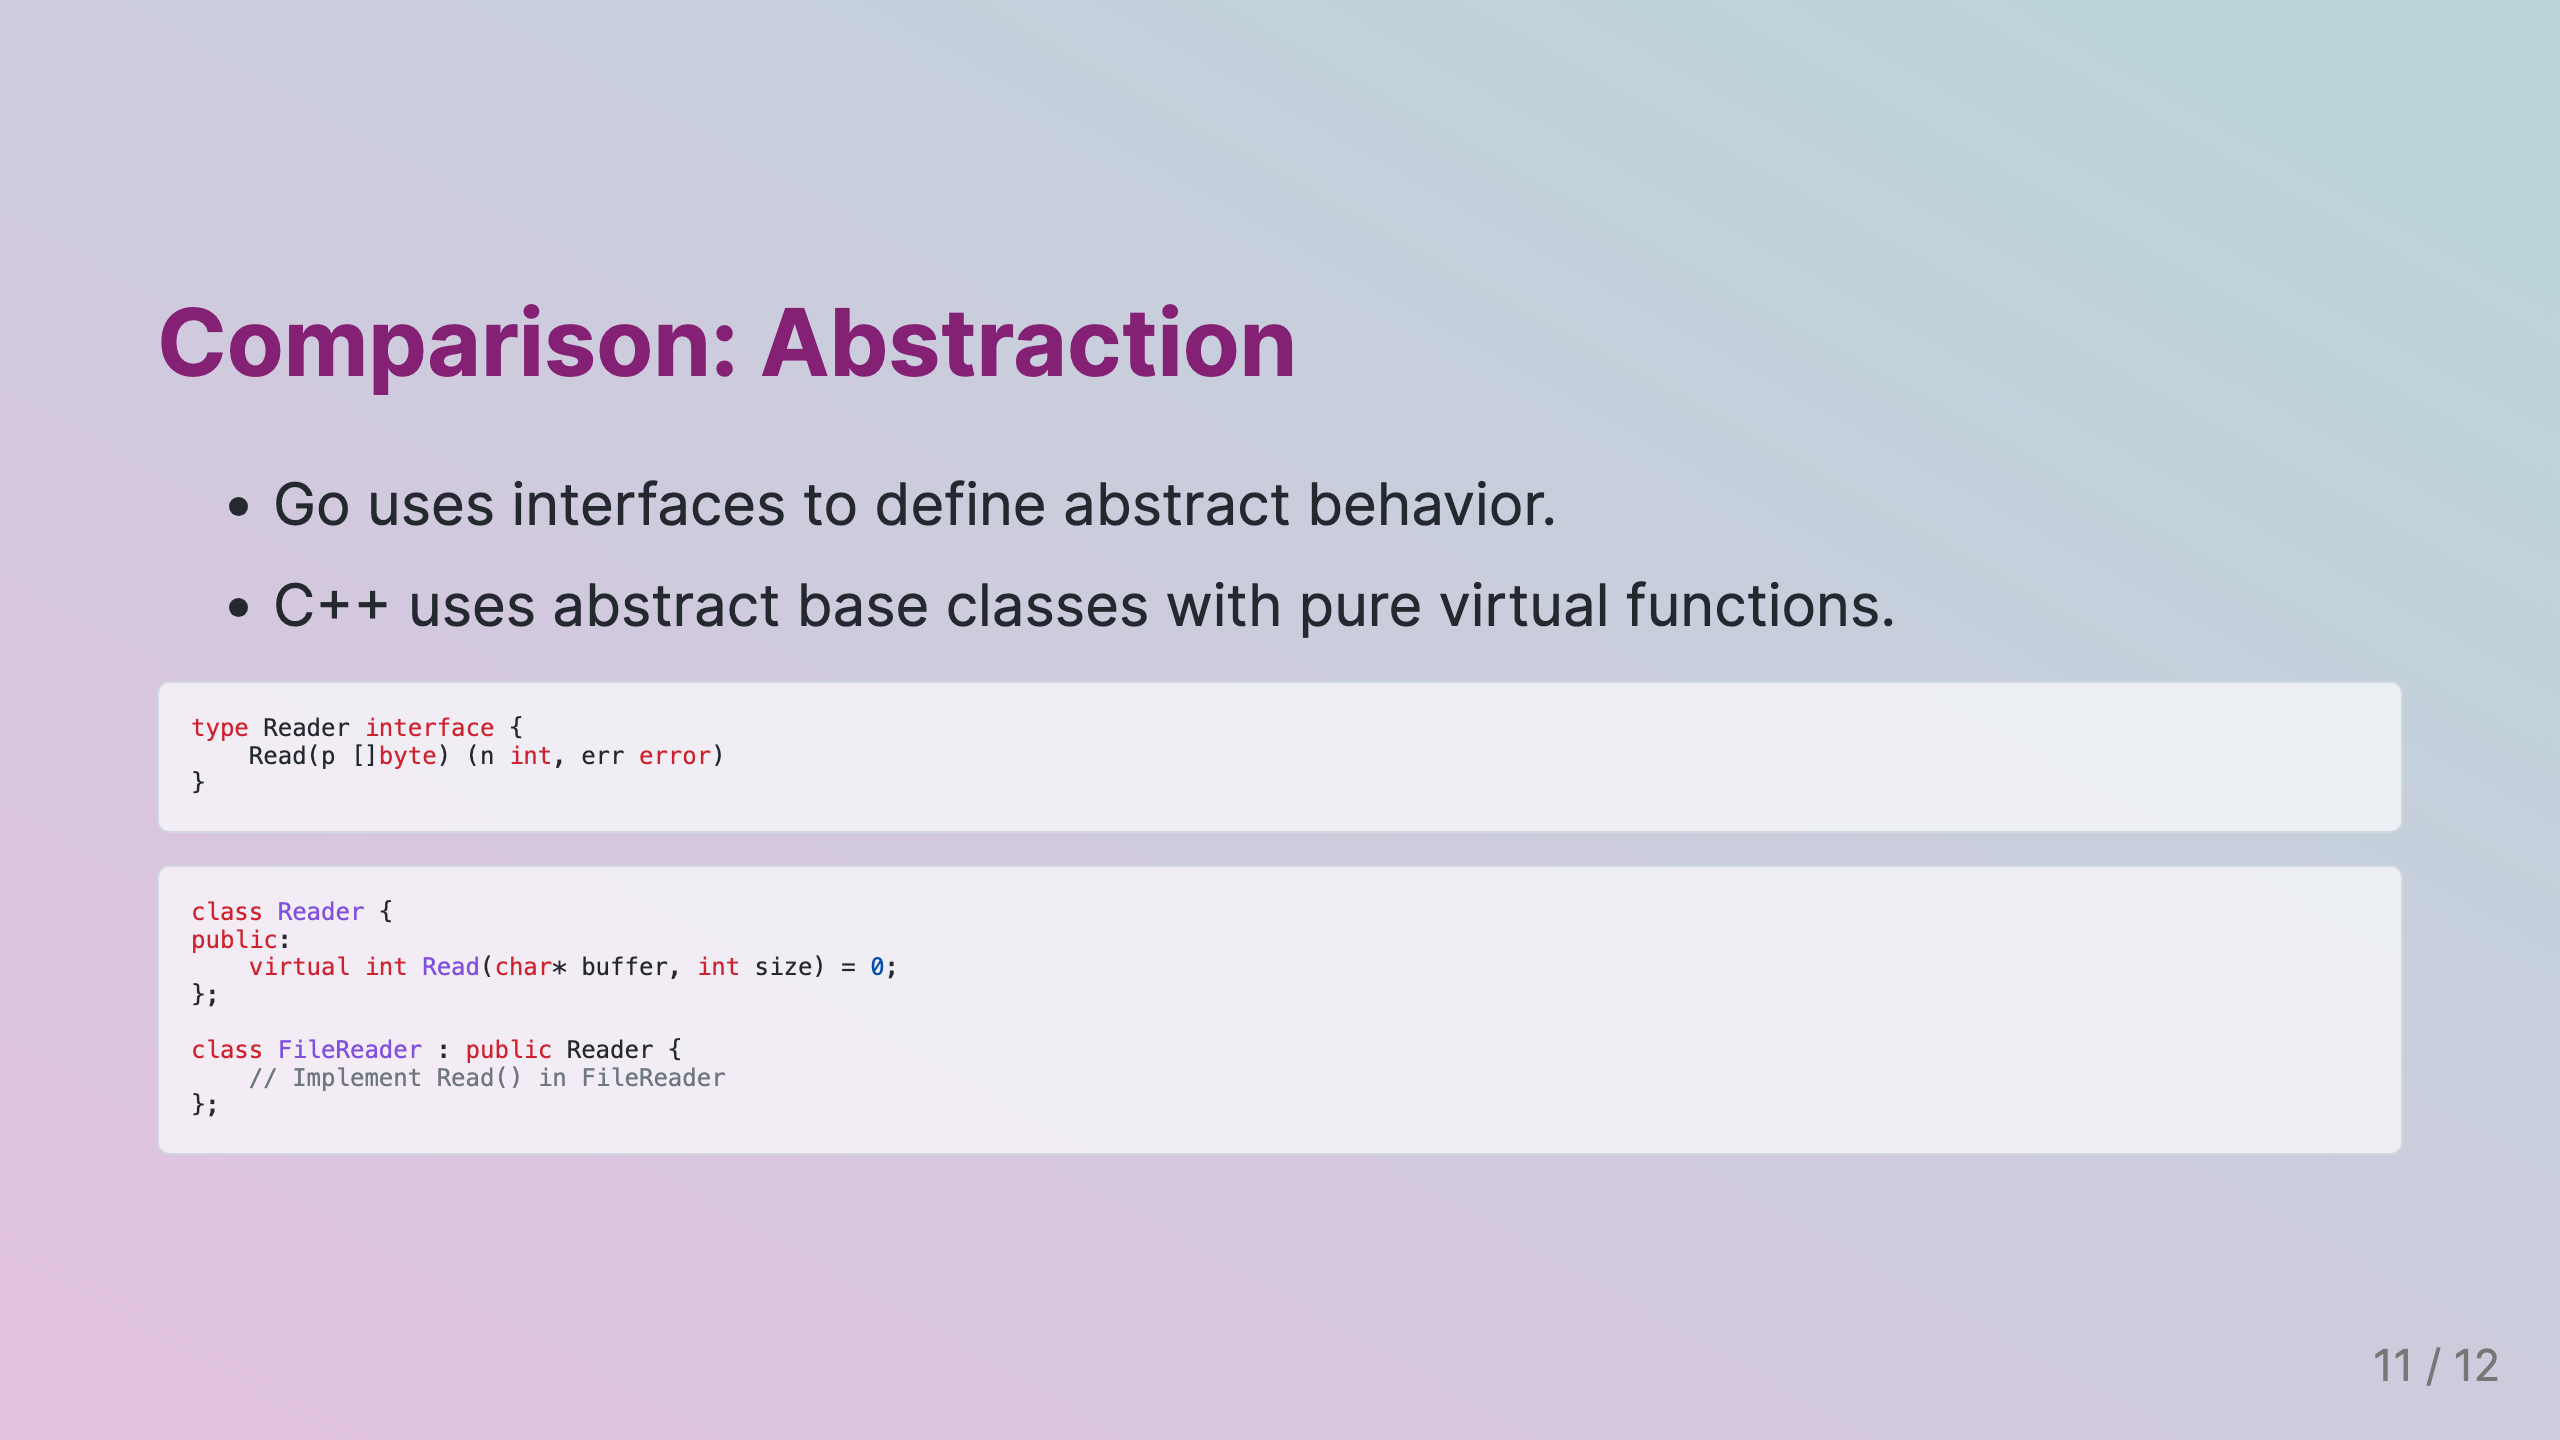 Comparison: Abstraction
• Go uses interfaces to define abstract behavior.
• C++ uses abstract base classes with pure virtual functions.
type Reader interface {
    Read(p []byte) (n int, err error)
}
class Reader {
public:
    virtual int Read(char* buffer, int size) = 0;
};

class FileReader : public Reader {
    // Implement Read() in FileReader
};
11 / 12